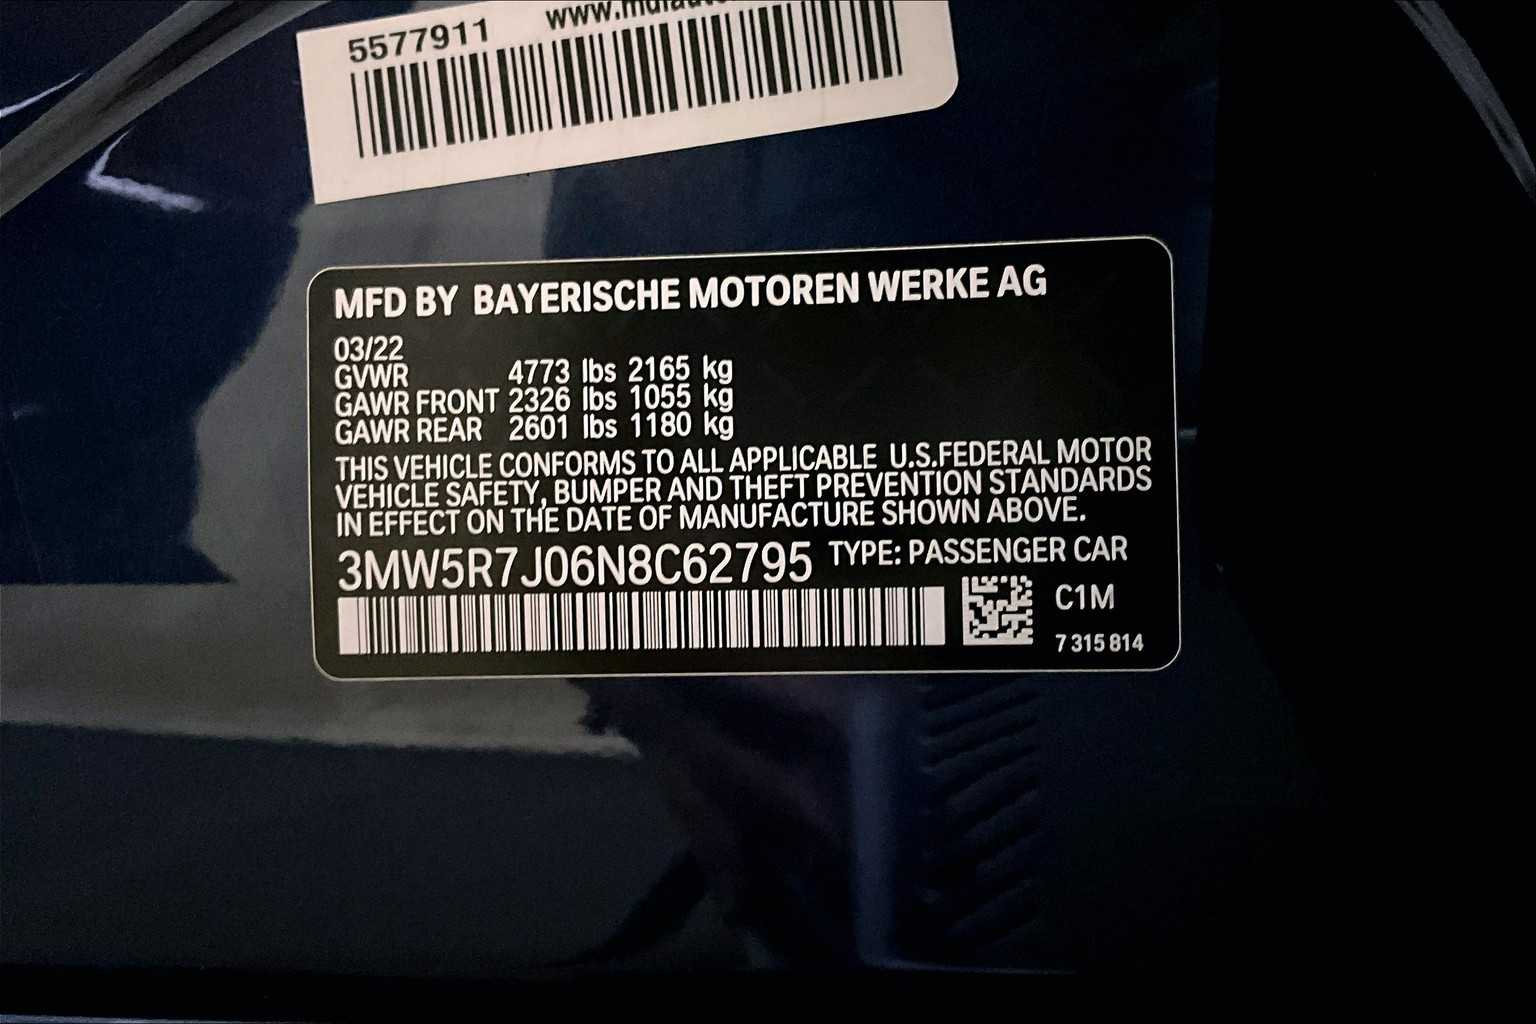 5577911
MFD BY BAYERISCHE MOTOREN WERKE AG
03/22
GVWR 4773 lbs 2165 kg
GAWR FRONT 2326 lbs 1055 kg
GAWR REAR 2601 lbs 1180 kg
THIS VEHICLE CONFORMS TO ALL APPLICABLE U.S.FEDERAL MOTOR
VEHICLE SAFETY, BUMPER AND THEFT PREVENTION STANDARDS
IN EFFECT ON THE DATE OF MANUFACTURE SHOWN ABOVE.
3MW5R7J06N8C62795 TYPE: PASSENGER CAR
C1M
7 315 814